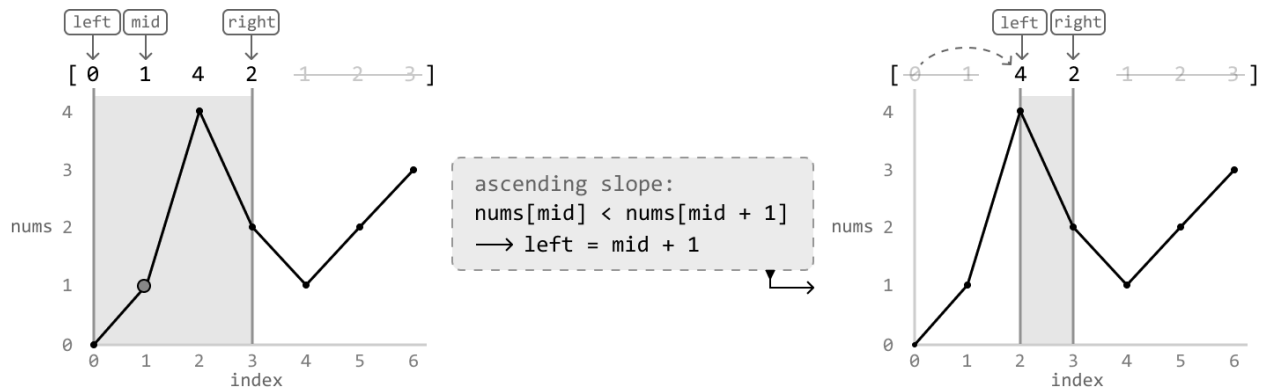 left mid right
[ 0 1 4 2 1 2 3 ]
4
3
nums 2
1
0
0 1 2 3 4 5 6
index
ascending slope:
nums[mid] < nums[mid + 1]
⟶ left = mid + 1
left right
[ 0 1 4 2 1 2 3 ]
4
3
nums 2
1
0
0 1 2 3 4 5 6
index